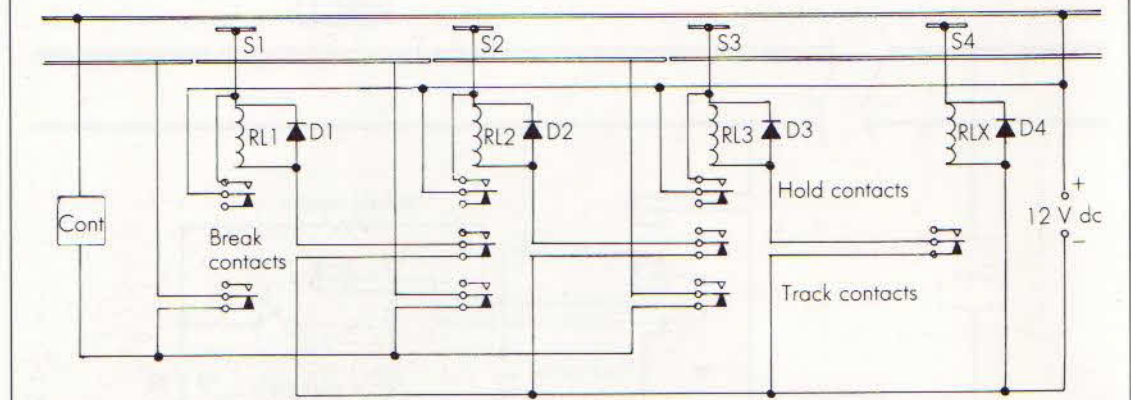 S1 S2 S3 S4
RL1 D1 RL2 D2 RL3 D3 RLX D4
Hold contacts
+
Cont
12 V dc
Break
contacts
−
Track contacts